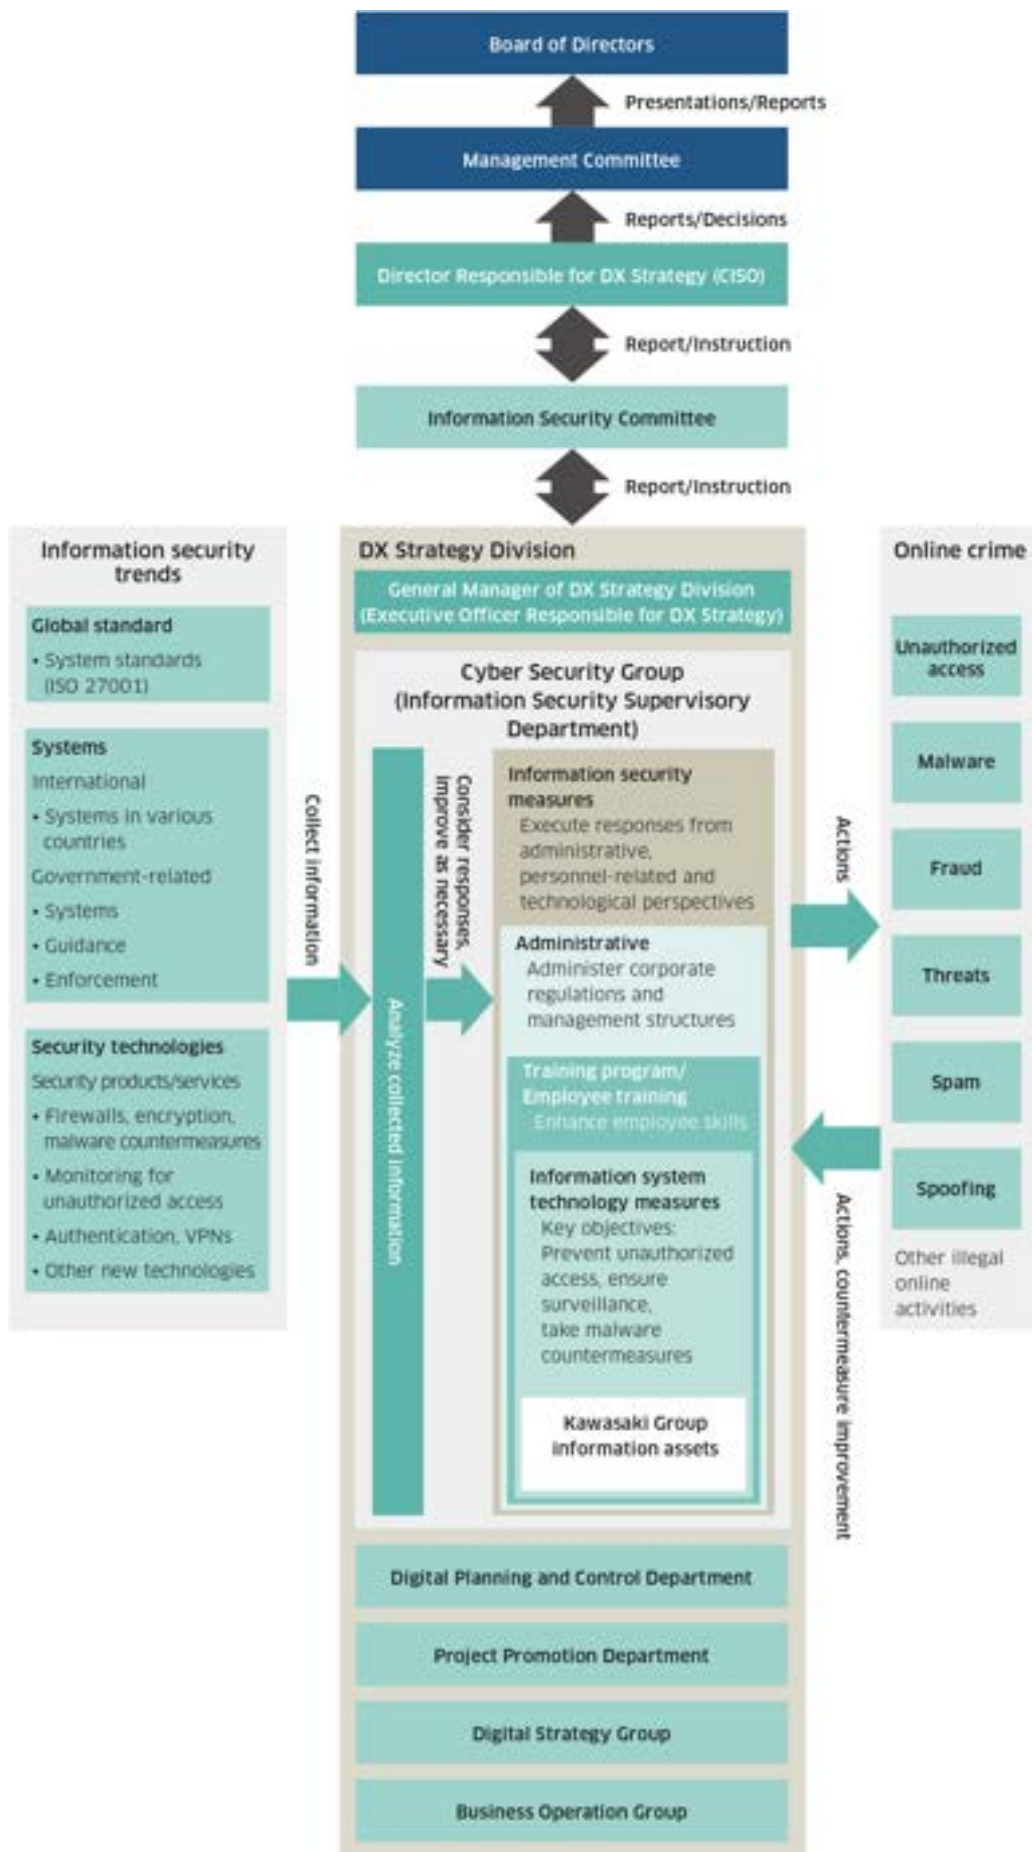 Board of Directors
Presentations/Reports
Management Committee
Reports/Decisions
Director Responsible for DX Strategy (CISO)
Report/Instruction
Information Security Committee
Report/Instruction
Information security
trends
Global standard
• System standards
(ISO 27001)
Systems
International
• Systems in various
countries
Government-related
• Systems
• Guidance
• Enforcement
Security technologies
Security products/services
• Firewalls, encryption,
malware countermeasures
• Monitoring for
unauthorized access
• Authentication, VPNs
• Other new technologies
Collect information
DX Strategy Division
General Manager of DX Strategy Division
(Executive Officer Responsible for DX Strategy)
Cyber Security Group
(Information Security Supervisory
Department)
Analyze collected information
Consider responses,
improve as necessary
Information security
measures
Execute responses from
administrative,
personnel-related and
technological perspectives
Administrative
Administer corporate
regulations and
management structures
Training program/
Employee training
Enhance employee skills
Information system
technology measures
Key objectives:
Prevent unauthorized
access, ensure
surveillance,
take malware
countermeasures
Kawasaki Group
information assets
Digital Planning and Control Department
Project Promotion Department
Digital Strategy Group
Business Operation Group
Actions
Actions, countermeasure improvement
Online crime
Unauthorized
access
Malware
Fraud
Threats
Spam
Spoofing
Other illegal
online
activities